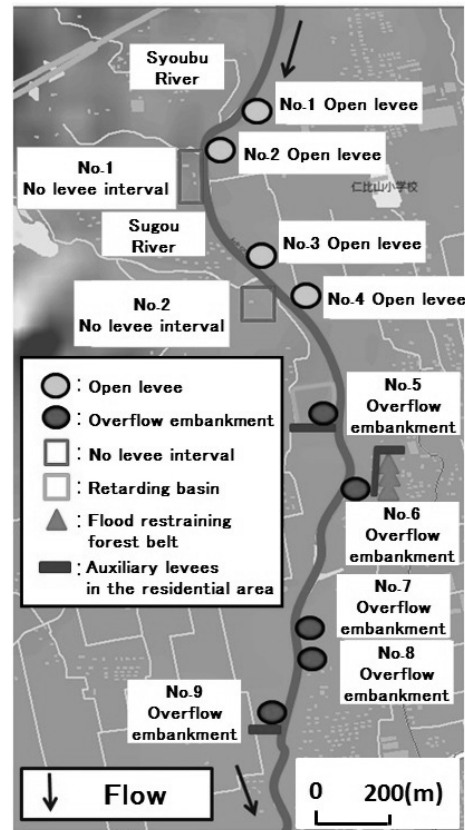 Syoubu
River
No.1 Open levee
No.2 Open levee
No.1
No levee interval
仁比山小学校
Sugou
River
No.3 Open levee
No.2
No levee interval
No.4 Open levee
: Open levee
: Overflow embankment
: No levee interval
: Retarding basin
: Flood restraining
forest belt
: Auxiliary levees
in the residential area
No.5
Overflow
embankment
No.6
Overflow
embankment
No.7
Overflow
embankment
No.8
Overflow
embankment
No.9
Overflow
embankment
Flow
0 200(m)